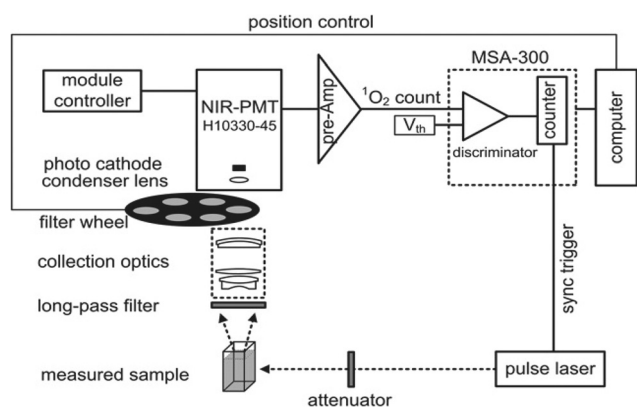 position control
MSA-300
module
controller
NIR-PMT
H10330-45
pre-Amp
¹O₂ count
V_th
discriminator
counter
computer
photo cathode
condenser lens
filter wheel
collection optics
long-pass filter
sync trigger
measured sample
attenuator
pulse laser